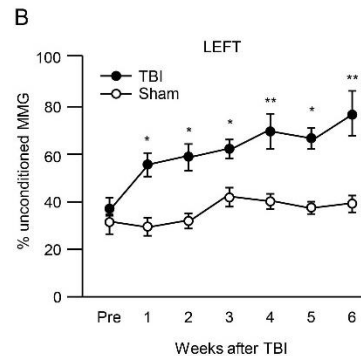 B
LEFT
100
TBI
Sham
80
60
40
20
0
% unconditioned MMG
* * * ** * **
Pre 1 2 3 4 5 6
Weeks after TBI